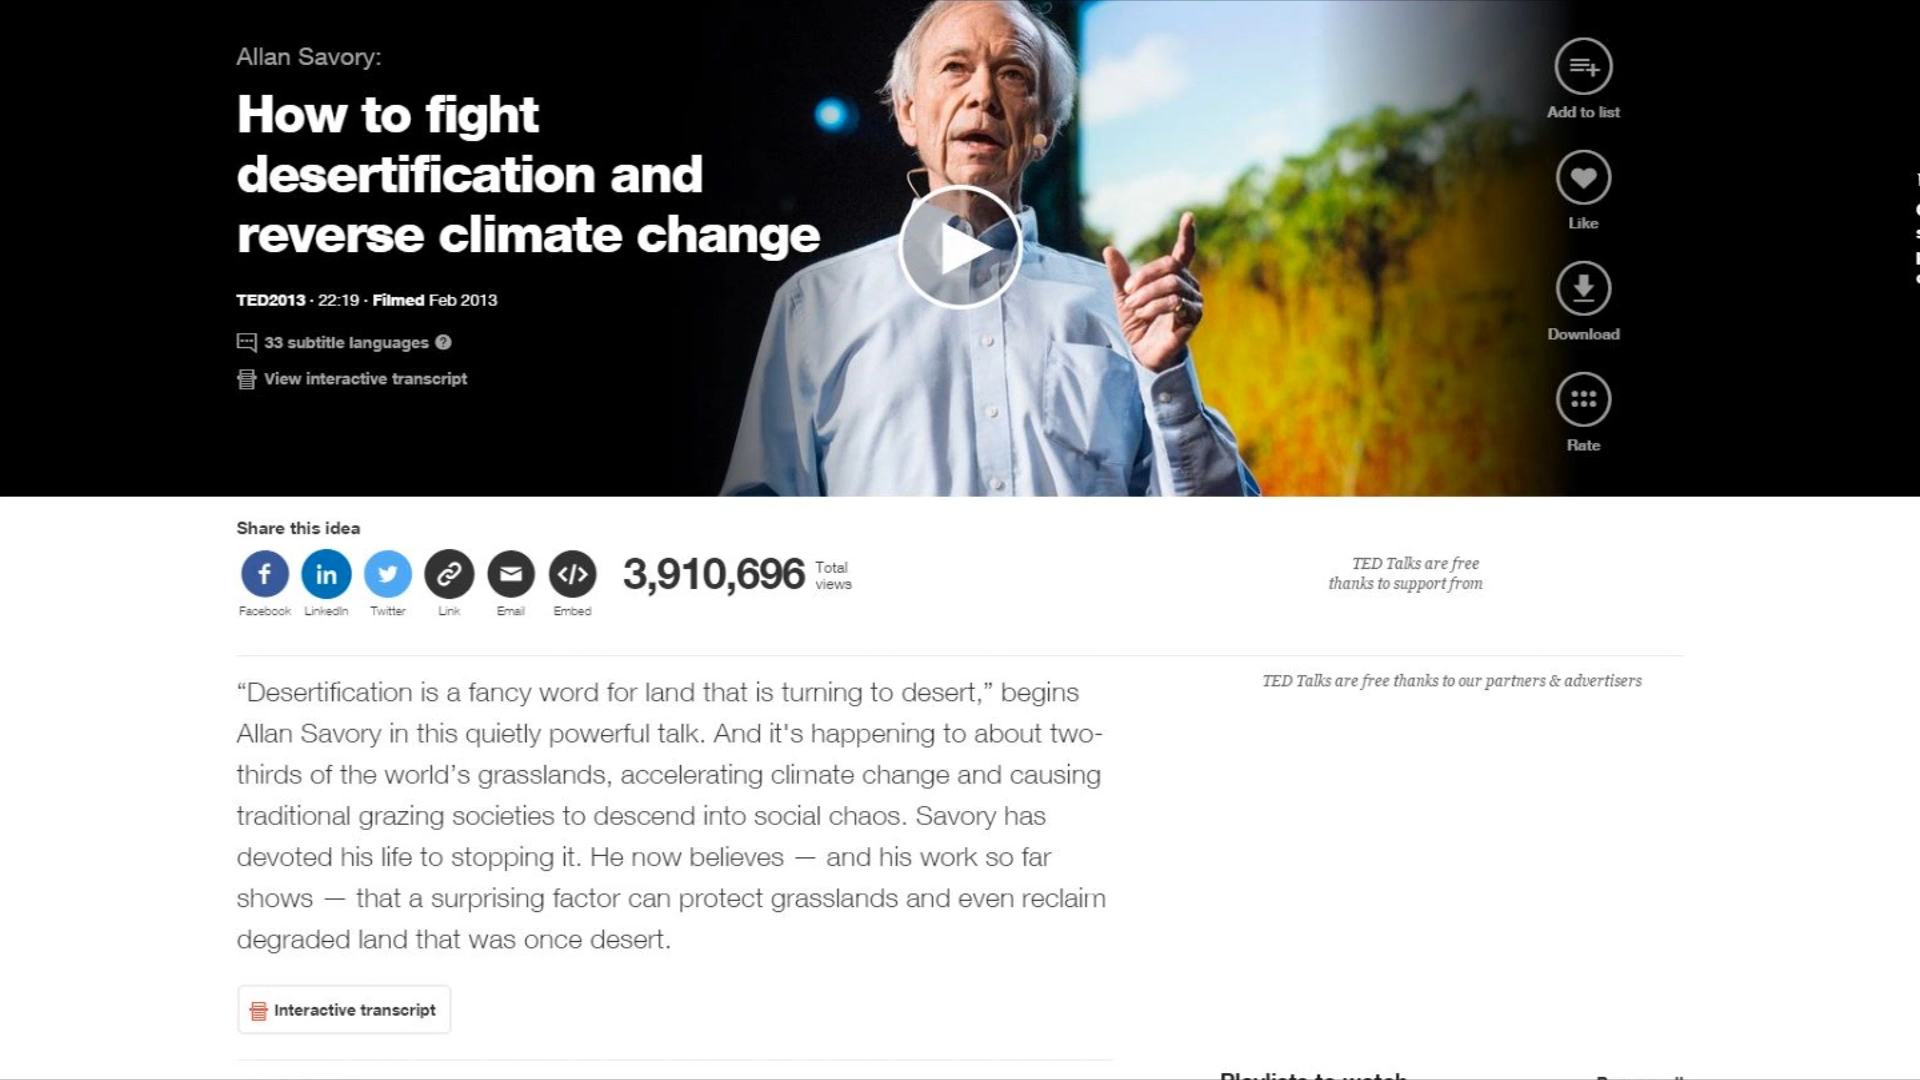 Allan Savory:
How to fight
desertification and
reverse climate change
TED2013 · 22:19 · Filmed Feb 2013
33 subtitle languages ?
View interactive transcript
Add to list
Like
Download
Rate
Share this idea
Facebook
LinkedIn
Twitter
Link
Email
Embed
3,910,696 Total
views
TED Talks are free
thanks to support from
“Desertification is a fancy word for land that is turning to desert,” begins
Allan Savory in this quietly powerful talk. And it's happening to about two-
thirds of the world’s grasslands, accelerating climate change and causing
traditional grazing societies to descend into social chaos. Savory has
devoted his life to stopping it. He now believes — and his work so far
shows — that a surprising factor can protect grasslands and even reclaim
degraded land that was once desert.
TED Talks are free thanks to our partners & advertisers
Interactive transcript
Playlists to watch